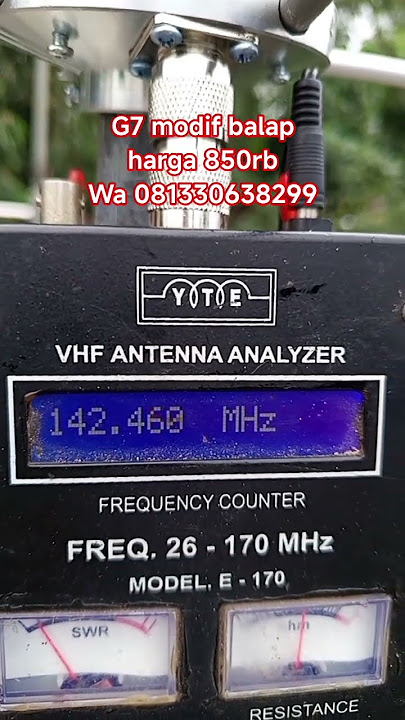 G7 modif balap
harga 850rb
Wa 081330638299
YTE
VHF ANTENNA ANALYZER
142.460 MHz
FREQUENCY COUNTER
FREQ. 26 - 170 MHz
MODEL. E - 170
SWR
hm
RESISTANCE